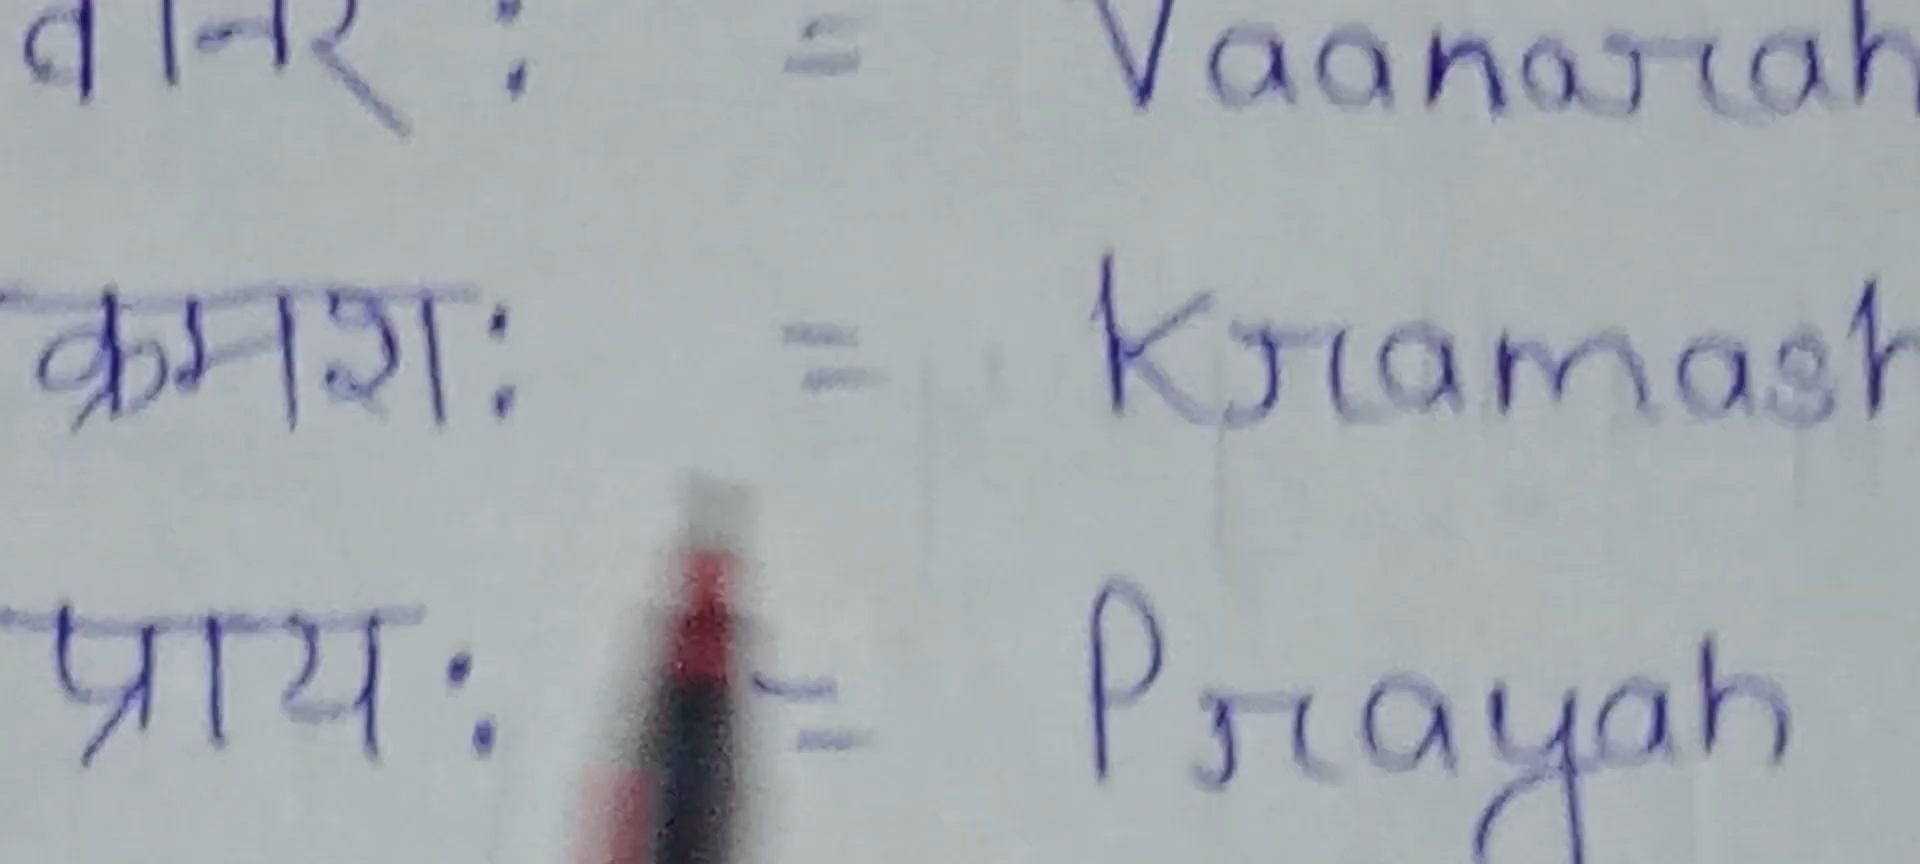 वानर: = Vaanarah
क्रमश: = Kramash
प्राय: = Prayah